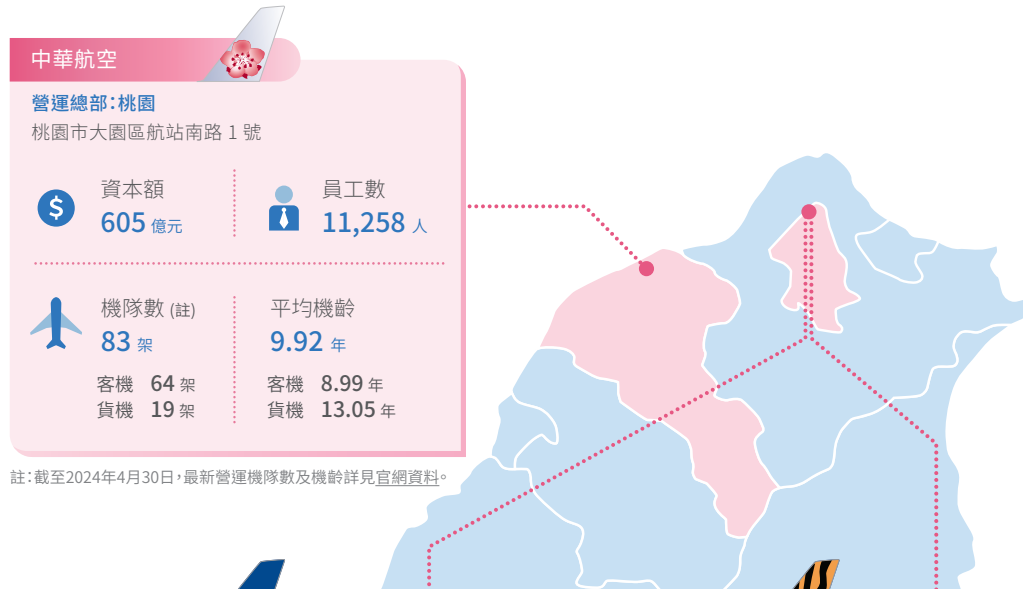 中華航空
營運總部：桃園
桃園市大園區航站南路 1 號
資本額
605 億元
員工數
11,258 人
機隊數 (註)
83 架
客機 64 架
貨機 19 架
平均機齡
9.92 年
客機 8.99 年
貨機 13.05 年
註：截至2024年4月30日，最新營運機隊數及機齡詳見官網資料。